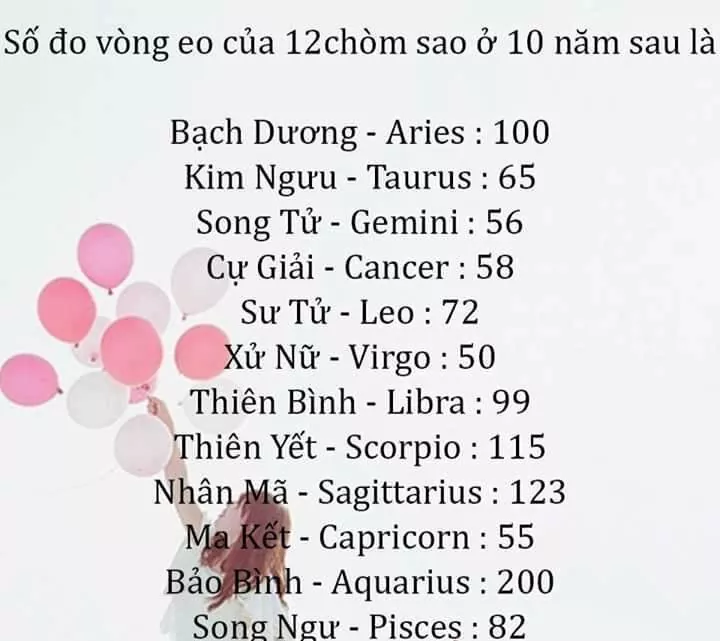 Số đo vòng eo của 12chòm sao ở 10 năm sau là
Bạch Dương - Aries : 100
Kim Ngưu - Taurus : 65
Song Tử - Gemini : 56
Cự Giải - Cancer : 58
Sư Tử - Leo : 72
Xử Nữ - Virgo : 50
Thiên Bình - Libra : 99
Thiên Yết - Scorpio : 115
Nhân Mã - Sagittarius : 123
Ma Kết - Capricorn : 55
Bảo Bình - Aquarius : 200
Song Ngư - Pisces : 82